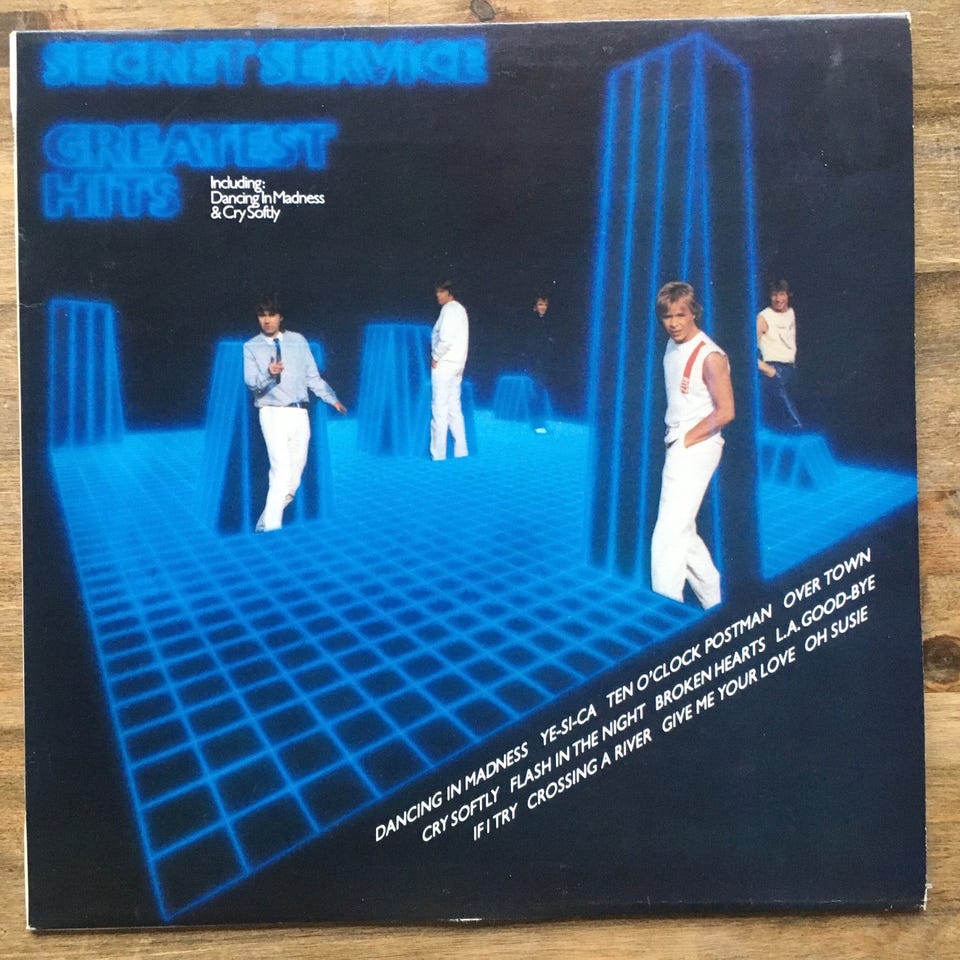 SECRET SERVICE
GREATEST
HITS
Including:
Dancing In Madness
& Cry Softly
DANCING IN MADNESS YE-SI-CA TEN O'CLOCK POSTMAN OVER TOWN
CRY SOFTLY FLASH IN THE NIGHT BROKEN HEARTS L.A. GOOD-BYE
IF I TRY CROSSING A RIVER GIVE ME YOUR LOVE OH SUSIE